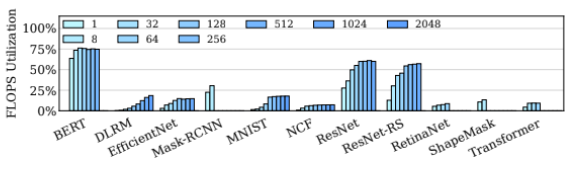 FLOPS Utilization
1 32 128 512 1024 2048
8 64 256
100%
75%
50%
25%
0%
BERT DLRM EfficientNet Mask-RCNN MNIST NCF ResNet ResNet-RS RetinaNet ShapeMask Transformer